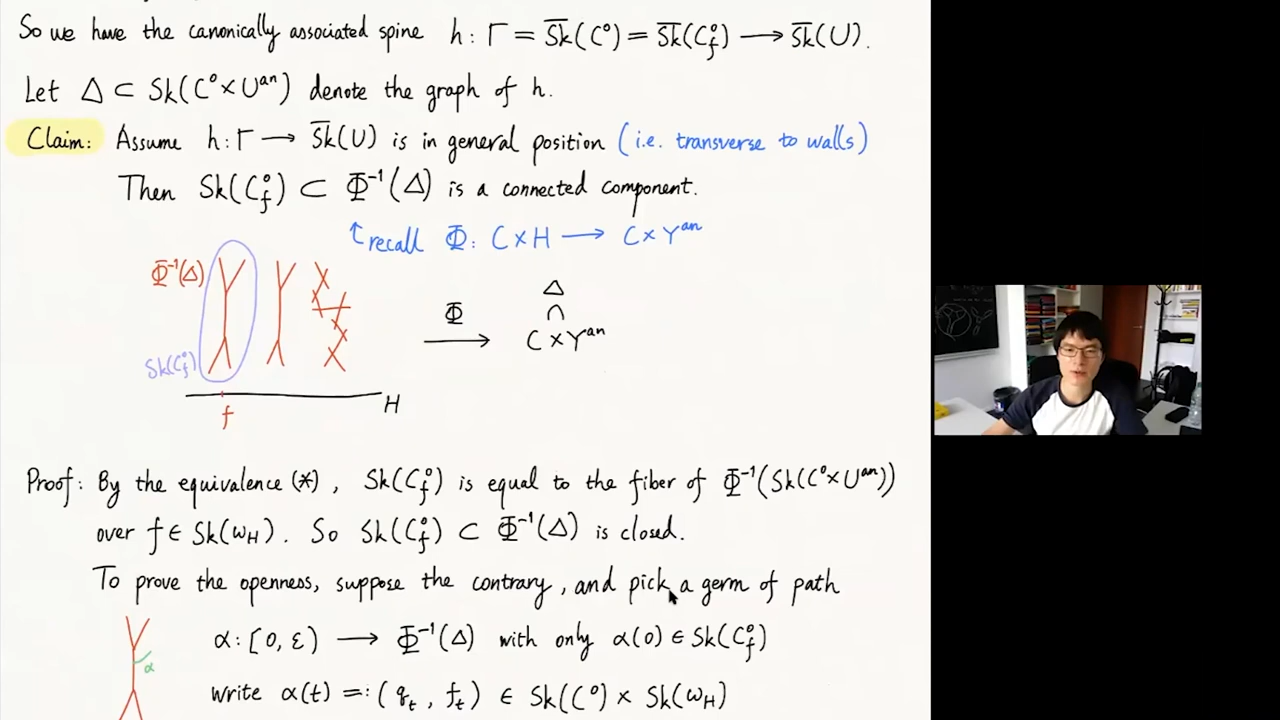 So we have the canonically associated spine h: Γ = S̅k̅(C°) = S̅k̅(C°_f) ⟶ S̅k̅(U).
Let Δ ⊂ Sk(C°×U^an) denote the graph of h.
Claim: Assume h: Γ ⟶ S̅k̅(U) is in general position (i.e. transverse to walls)
Then Sk(C°_f) ⊂ Φ^-1(Δ) is a connected component.
↑ recall Φ: C×H ⟶ C×Y^an
Φ^-1(Δ)
Sk(C°_f)
f
H
Φ
⟶
Δ
∩
C×Y^an
Proof: By the equivalence (*), Sk(C°_f) is equal to the fiber of Φ^-1(Sk(C°×U^an))
over f ∈ Sk(ω_H). So Sk(C°_f) ⊂ Φ^-1(Δ) is closed.
To prove the openness, suppose the contrary, and pick a germ of path
α: [0, ε) ⟶ Φ^-1(Δ) with only α(0) ∈ Sk(C°_f)
α
write α(t) =: (q_t, f_t) ∈ Sk(C°) × Sk(ω_H)